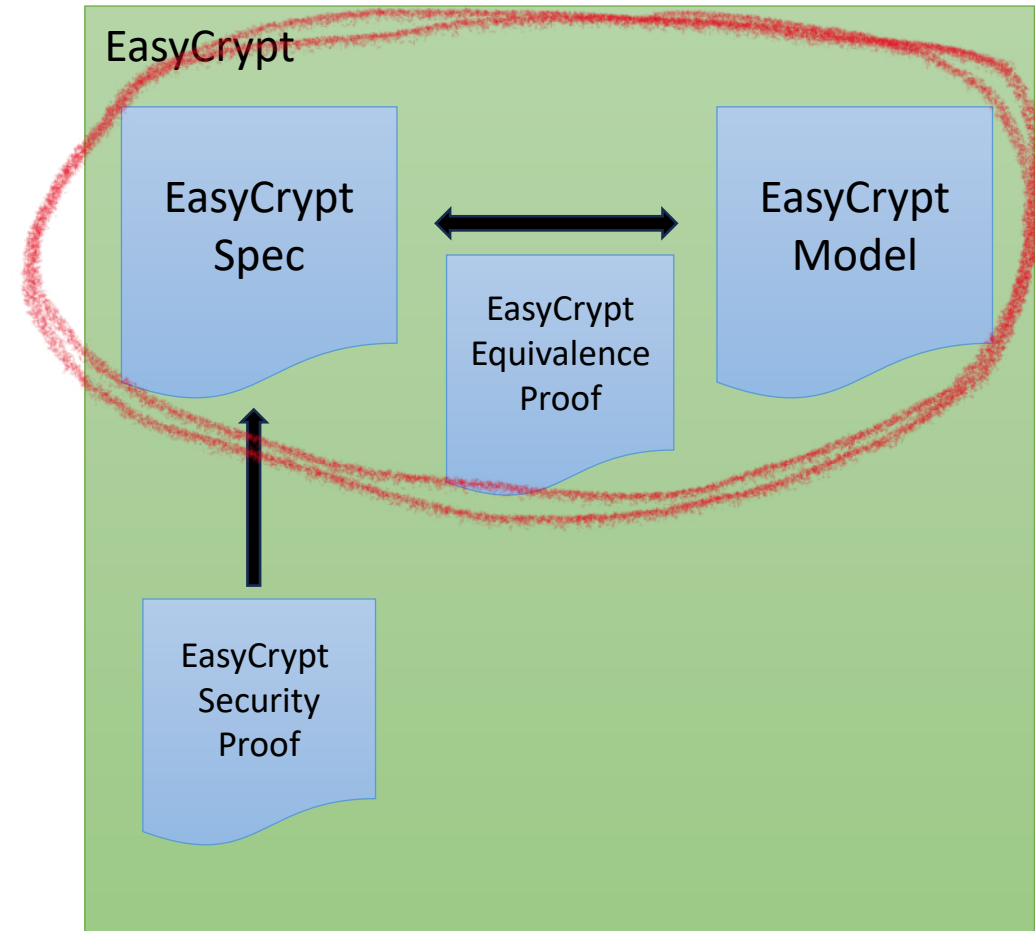 EasyCrypt
EasyCrypt
Spec
EasyCrypt
Model
EasyCrypt
Equivalence
Proof
EasyCrypt
Security
Proof